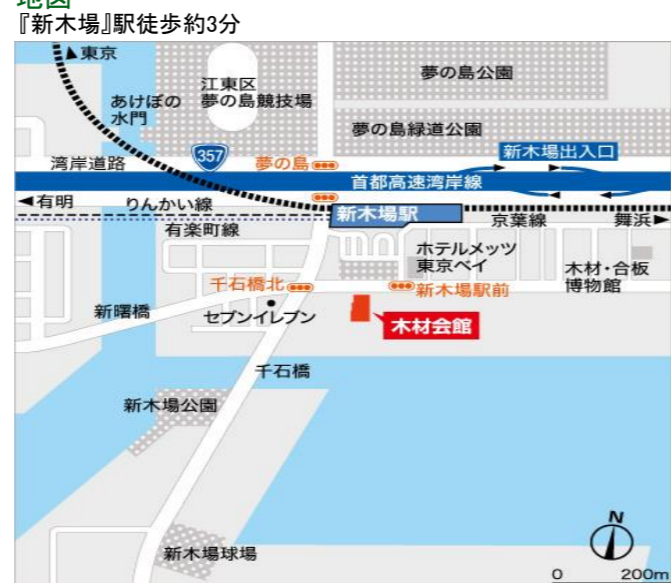 地図
『新木場』駅徒歩約3分
▲東京
江東区
夢の島競技場
夢の島公園
あけぼの
水門
夢の島緑道公園
新木場出入口
湾岸道路
357
夢の島
首都高速湾岸線
◀有明
りんかい線
新木場駅
京葉線
舞浜▶
有楽町線
ホテルメッツ
東京ベイ
木材・合板
博物館
千石橋北
新木場駅前
新曙橋
セブンイレブン
木材会館
千石橋
新木場公園
新木場球場
N
0 200m